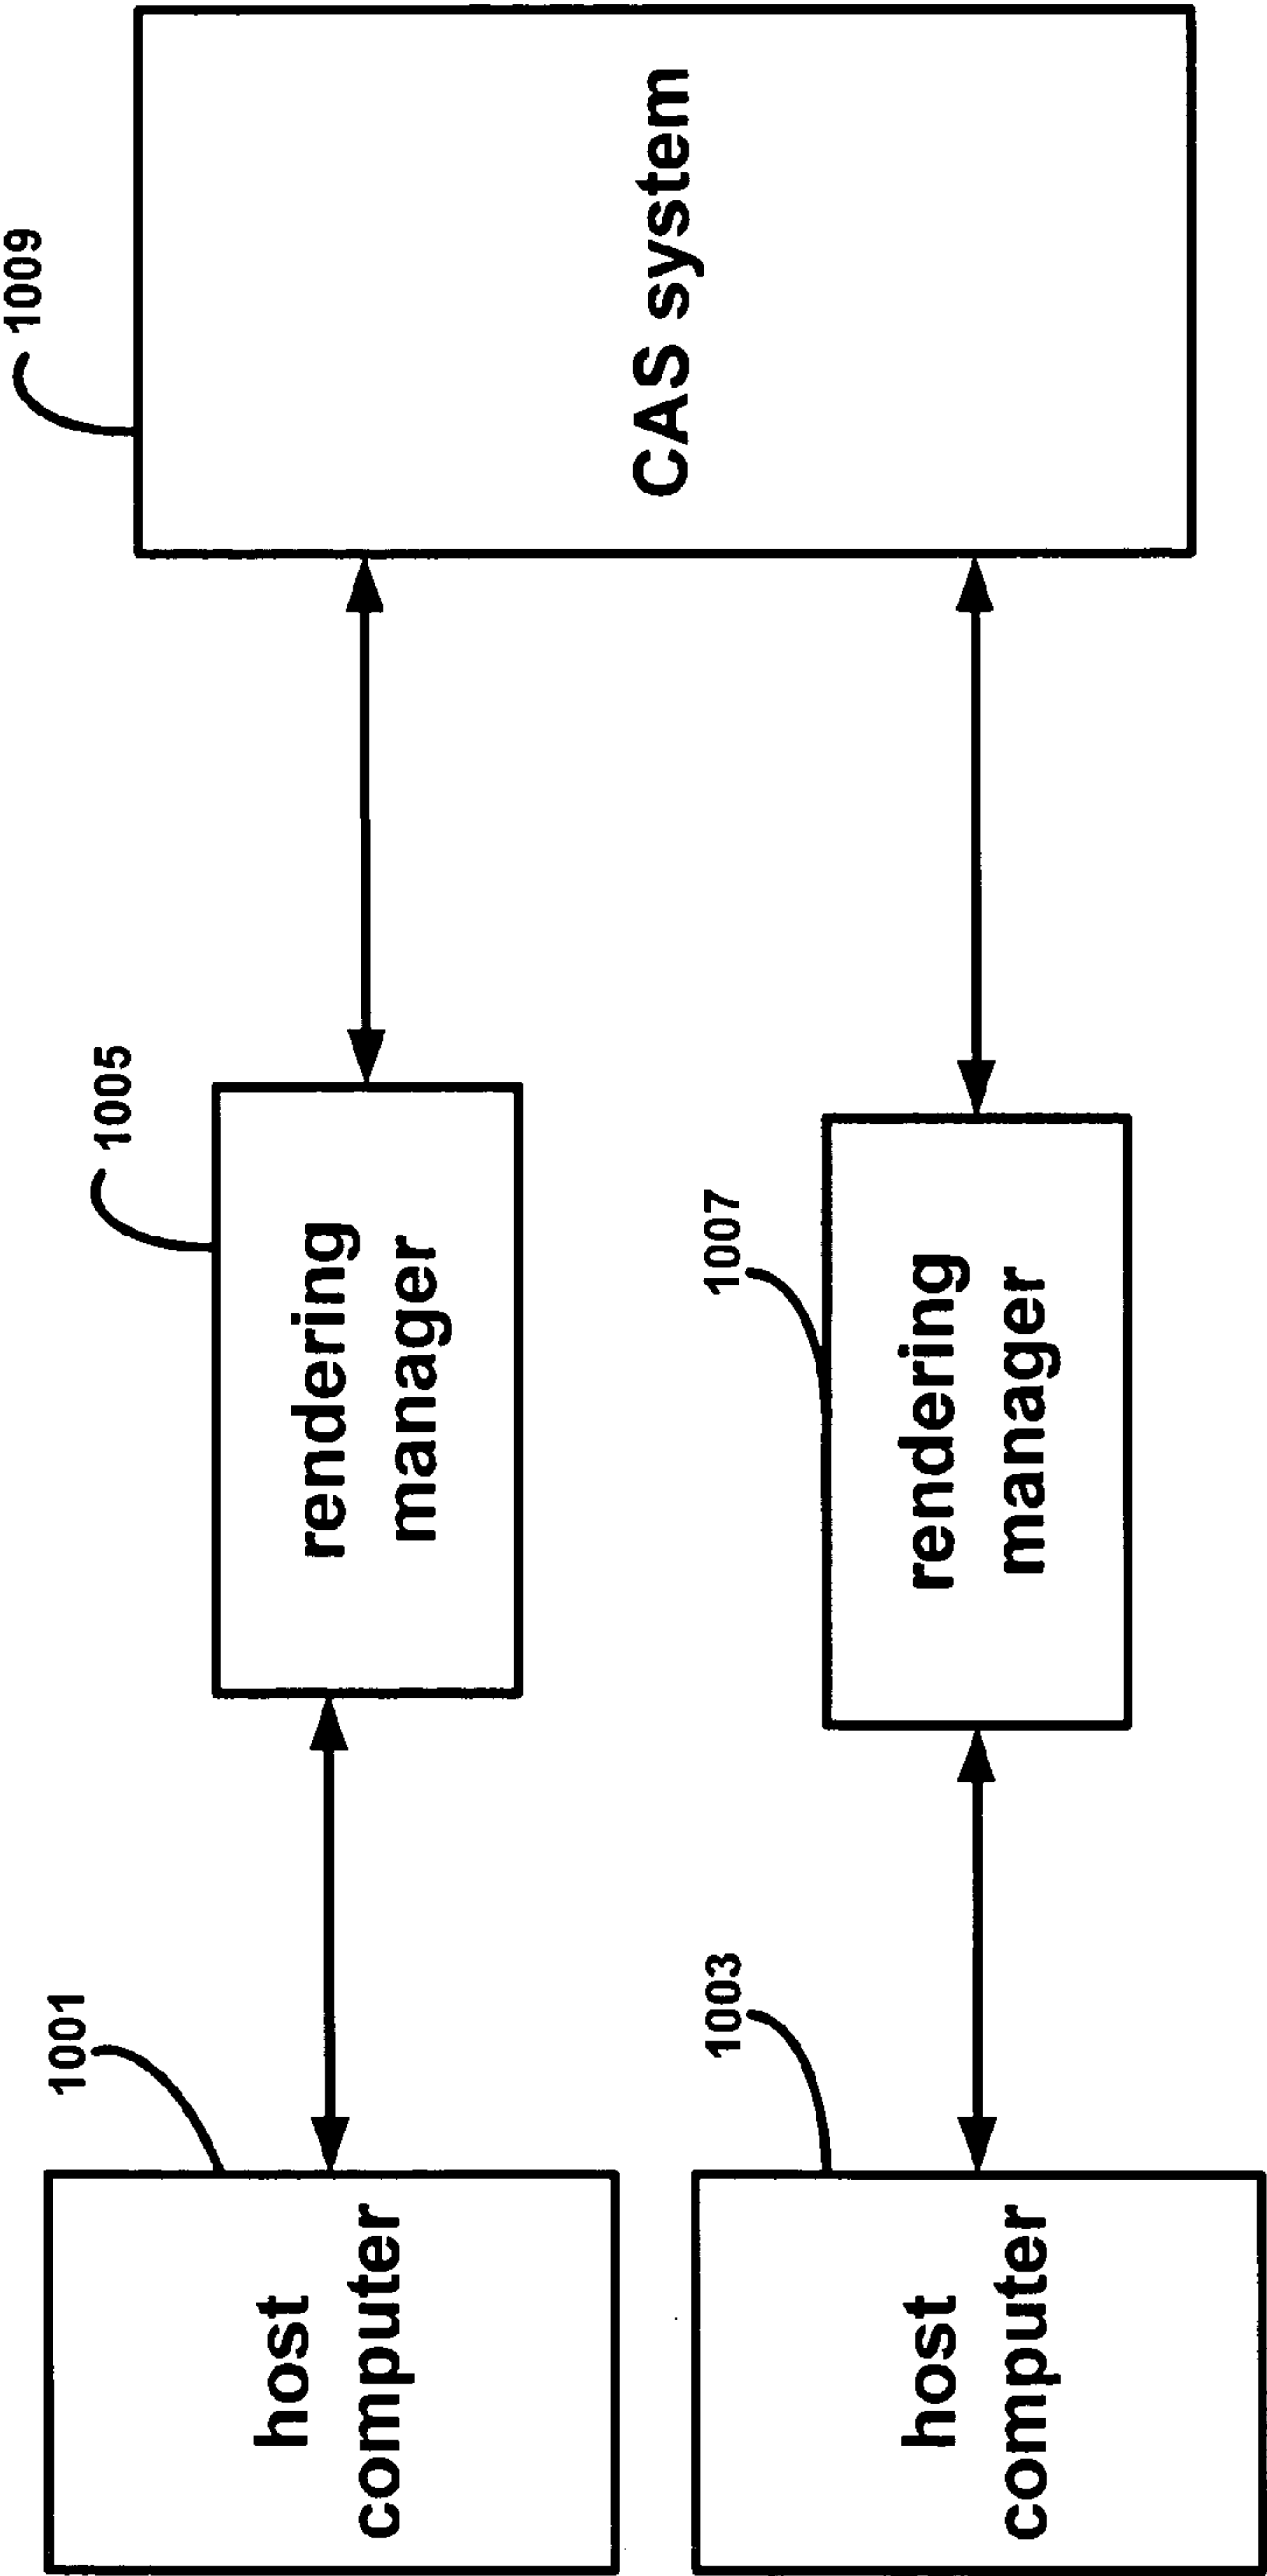 1001
host
computer
1005
rendering
manager
1009
CAS system
1003
host
computer
1007
rendering
manager